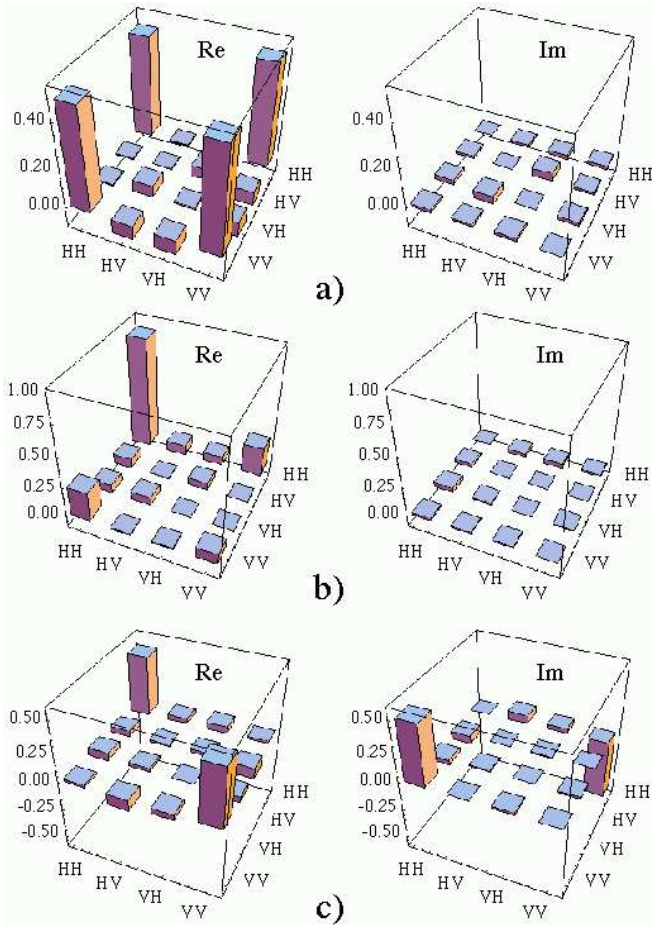 Re
Im
0.40
0.20
0.00
HH
HV
VH
VV
HH
HV
VH
VV
0.40
0.20
0.00
HH
HV
VH
VV
HH
HV
VH
VV
a)
Re
Im
1.00
0.75
0.50
0.25
0.00
HH
HV
VH
VV
HH
HV
VH
VV
1.00
0.75
0.50
0.25
0.00
HH
HV
VH
VV
HH
HV
VH
VV
b)
Re
Im
0.50
0.25
0.00
-0.25
-0.50
HH
HV
VH
VV
HH
HV
VH
VV
0.50
0.25
0.00
-0.25
-0.50
HH
HV
VH
VV
HH
HV
VH
VV
c)